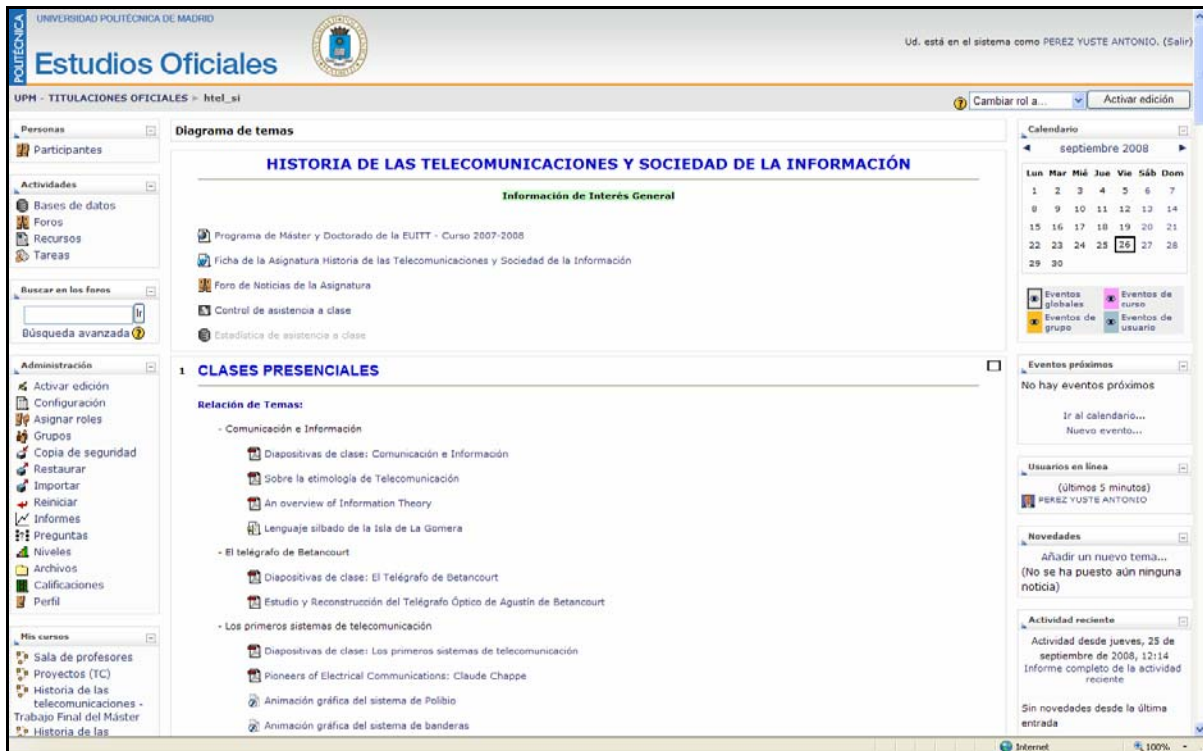 POLITÉCNICA
UNIVERSIDAD POLITÉCNICA DE MADRID
Estudios Oficiales
Ud. está en el sistema como PEREZ YUSTE ANTONIO. (Salir)
UPM - TITULACIONES OFICIALES ► htel_si
Cambiar rol a...
Activar edición
Personas
Participantes
Actividades
Bases de datos
Foros
Recursos
Tareas
Buscar en los foros
Ir
Búsqueda avanzada
Administración
Activar edición
Configuración
Asignar roles
Grupos
Copia de seguridad
Restaurar
Importar
Reiniciar
Informes
Preguntas
Niveles
Archivos
Calificaciones
Perfil
Mis cursos
Sala de profesores
Proyectos (TC)
Historia de las
telecomunicaciones -
Trabajo Final del Máster
Historia de las
Diagrama de temas
HISTORIA DE LAS TELECOMUNICACIONES Y SOCIEDAD DE LA INFORMACIÓN
Información de Interés General
Programa de Máster y Doctorado de la EUITT - Curso 2007-2008
Ficha de la Asignatura Historia de las Telecomunicaciones y Sociedad de la Información
Foro de Noticias de la Asignatura
Control de asistencia a clase
Estadística de asistencia a clase
1 CLASES PRESENCIALES
Relación de Temas:
- Comunicación e Información
Diapositivas de clase: Comunicación e Información
Sobre la etimología de Telecomunicación
An overview of Information Theory
Lenguaje silbado de la Isla de La Gomera
- El telégrafo de Betancourt
Diapositivas de clase: El Telégrafo de Betancourt
Estudio y Reconstrucción del Telégrafo Óptico de Agustín de Betancourt
- Los primeros sistemas de telecomunicación
Diapositivas de clase: Los primeros sistemas de telecomunicación
Pioneers of Electrical Communications: Claude Chappe
Animación gráfica del sistema de Polibio
Animación gráfica del sistema de banderas
Calendario
◄ septiembre 2008 ►
Lun Mar Mié Jue Vie Sáb Dom
1 2 3 4 5 6 7
8 9 10 11 12 13 14
15 16 17 18 19 20 21
22 23 24 25 26 27 28
29 30
Eventos globales
Eventos de curso
Eventos de grupo
Eventos de usuario
Eventos próximos
No hay eventos próximos
Ir al calendario...
Nuevo evento...
Usuarios en línea
(últimos 5 minutos)
PEREZ YUSTE ANTONIO
Novedades
Añadir un nuevo tema...
(No se ha puesto aún ninguna
noticia)
Actividad reciente
Actividad desde jueves, 25 de
septiembre de 2008, 12:14
Informe completo de la actividad
reciente
Sin novedades desde la última
entrada
Internet
100%